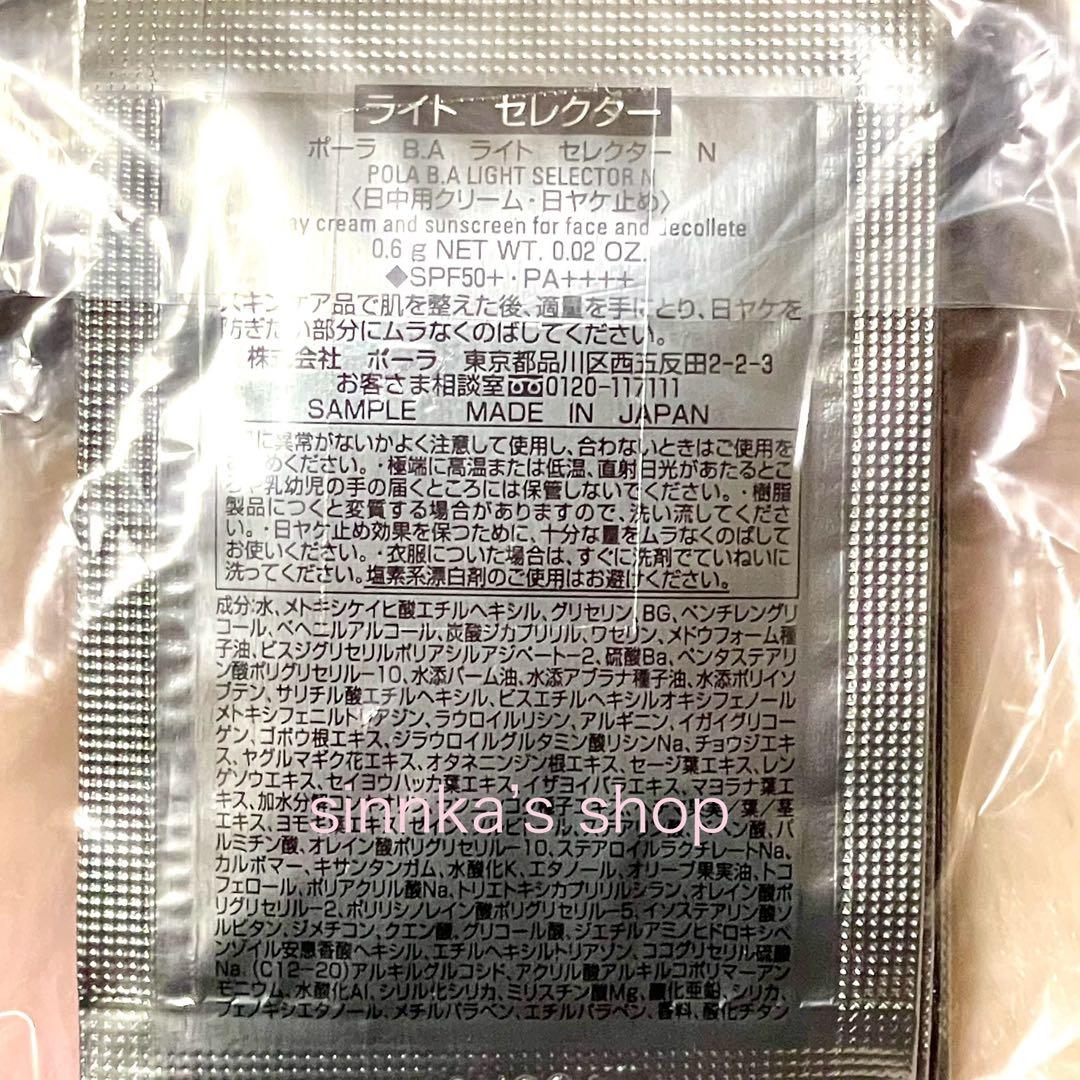 ライト セレクター
ポーラ B.A ライト セレクター N
POLA B.A LIGHT SELECTOR N
〈日中用クリーム・日ヤケ止め〉
cream and sunscreen for face and decollete
0.6 g NET WT. 0.02 OZ.
◆SPF50+・PA++++
スキンケア品で肌を整えた後、適量を手にとり、日ヤケを
防ぎたい部分にムラなくのばしてください。
株式会社 ポーラ 東京都品川区西五反田2-2-3
お客さま相談室 0120-117111
SAMPLE MADE IN JAPAN
に異常がないかよく注意して使用し、合わないときはご使用を
ください。・極端に高温または低温、直射日光があたるとこ
乳幼児の手の届くところには保管しないでください。・樹脂
製品につくと変質する場合がありますので、洗い流してくださ
い。・日ヤケ止め効果を保つために、十分な量をムラなくのばして
お使いください。・衣服についた場合は、すぐに洗剤でていねいに
洗ってください。塩素系漂白剤のご使用はお避けください。
成分:水、メトキシケイヒ酸エチルヘキシル、グリセリン、BG、ペンチレングリ
コール、ベヘニルアルコール、炭酸ジカプリリル、ワセリン、メドウフォーム種
子油、ビスジグリセリルポリアシルアジペート-2、硫酸Ba、ペンタステアリ
ン酸ポリグリセリル-10、水添パーム油、水添アブラナ種子油、水添ポリイソ
ブテン、サリチル酸エチルヘキシル、ビスエチルヘキシルオキシフェノール
メトキシフェニルトリアジン、ラウロイルリシン、アルギニン、イガイグリコー
ゲン、ゴボウ根エキス、ジラウロイルグルタミン酸リシンNa、チョウジエキ
ス、ヤグルマギク花エキス、オタネニンジン根エキス、セージ葉エキス、レン
ゲソウエキス、セイヨウハッカ葉エキス、イザヨイバラエキス、マヨラナ葉エ
キス、加水分解 子 /葉/茎
エキス、ヨモ パ
ルミチン酸、オレイン酸ポリグリセリル-10、ステアロイルラクチレートNa、
カルボマー、キサンタンガム、水酸化K、エタノール、オリーブ果実油、トコ
フェロール、ポリアクリル酸Na、トリエトキシカプリリルシラン、オレイン酸ポ
リグリセリル-2、ポリリシノレイン酸ポリグリセリル-5、イソステアリン酸ソ
ルビタン、ジメチコン、クエン酸、グリコール酸、ジエチルアミノヒドロキシベ
ンゾイル安息香酸ヘキシル、エチルヘキシルトリアゾン、ココグリセリル硫酸
Na、(C12-20)アルキルグルコシド、アクリル酸アルキルコポリマーアン
モニウム、水酸化Al、シリル化シリカ、ミリスチン酸Mg、酸化亜鉛、シリカ、
フェノキシエタノール、メチルパラベン、エチルパラベン、香料、酸化チタン
sinnka's shop